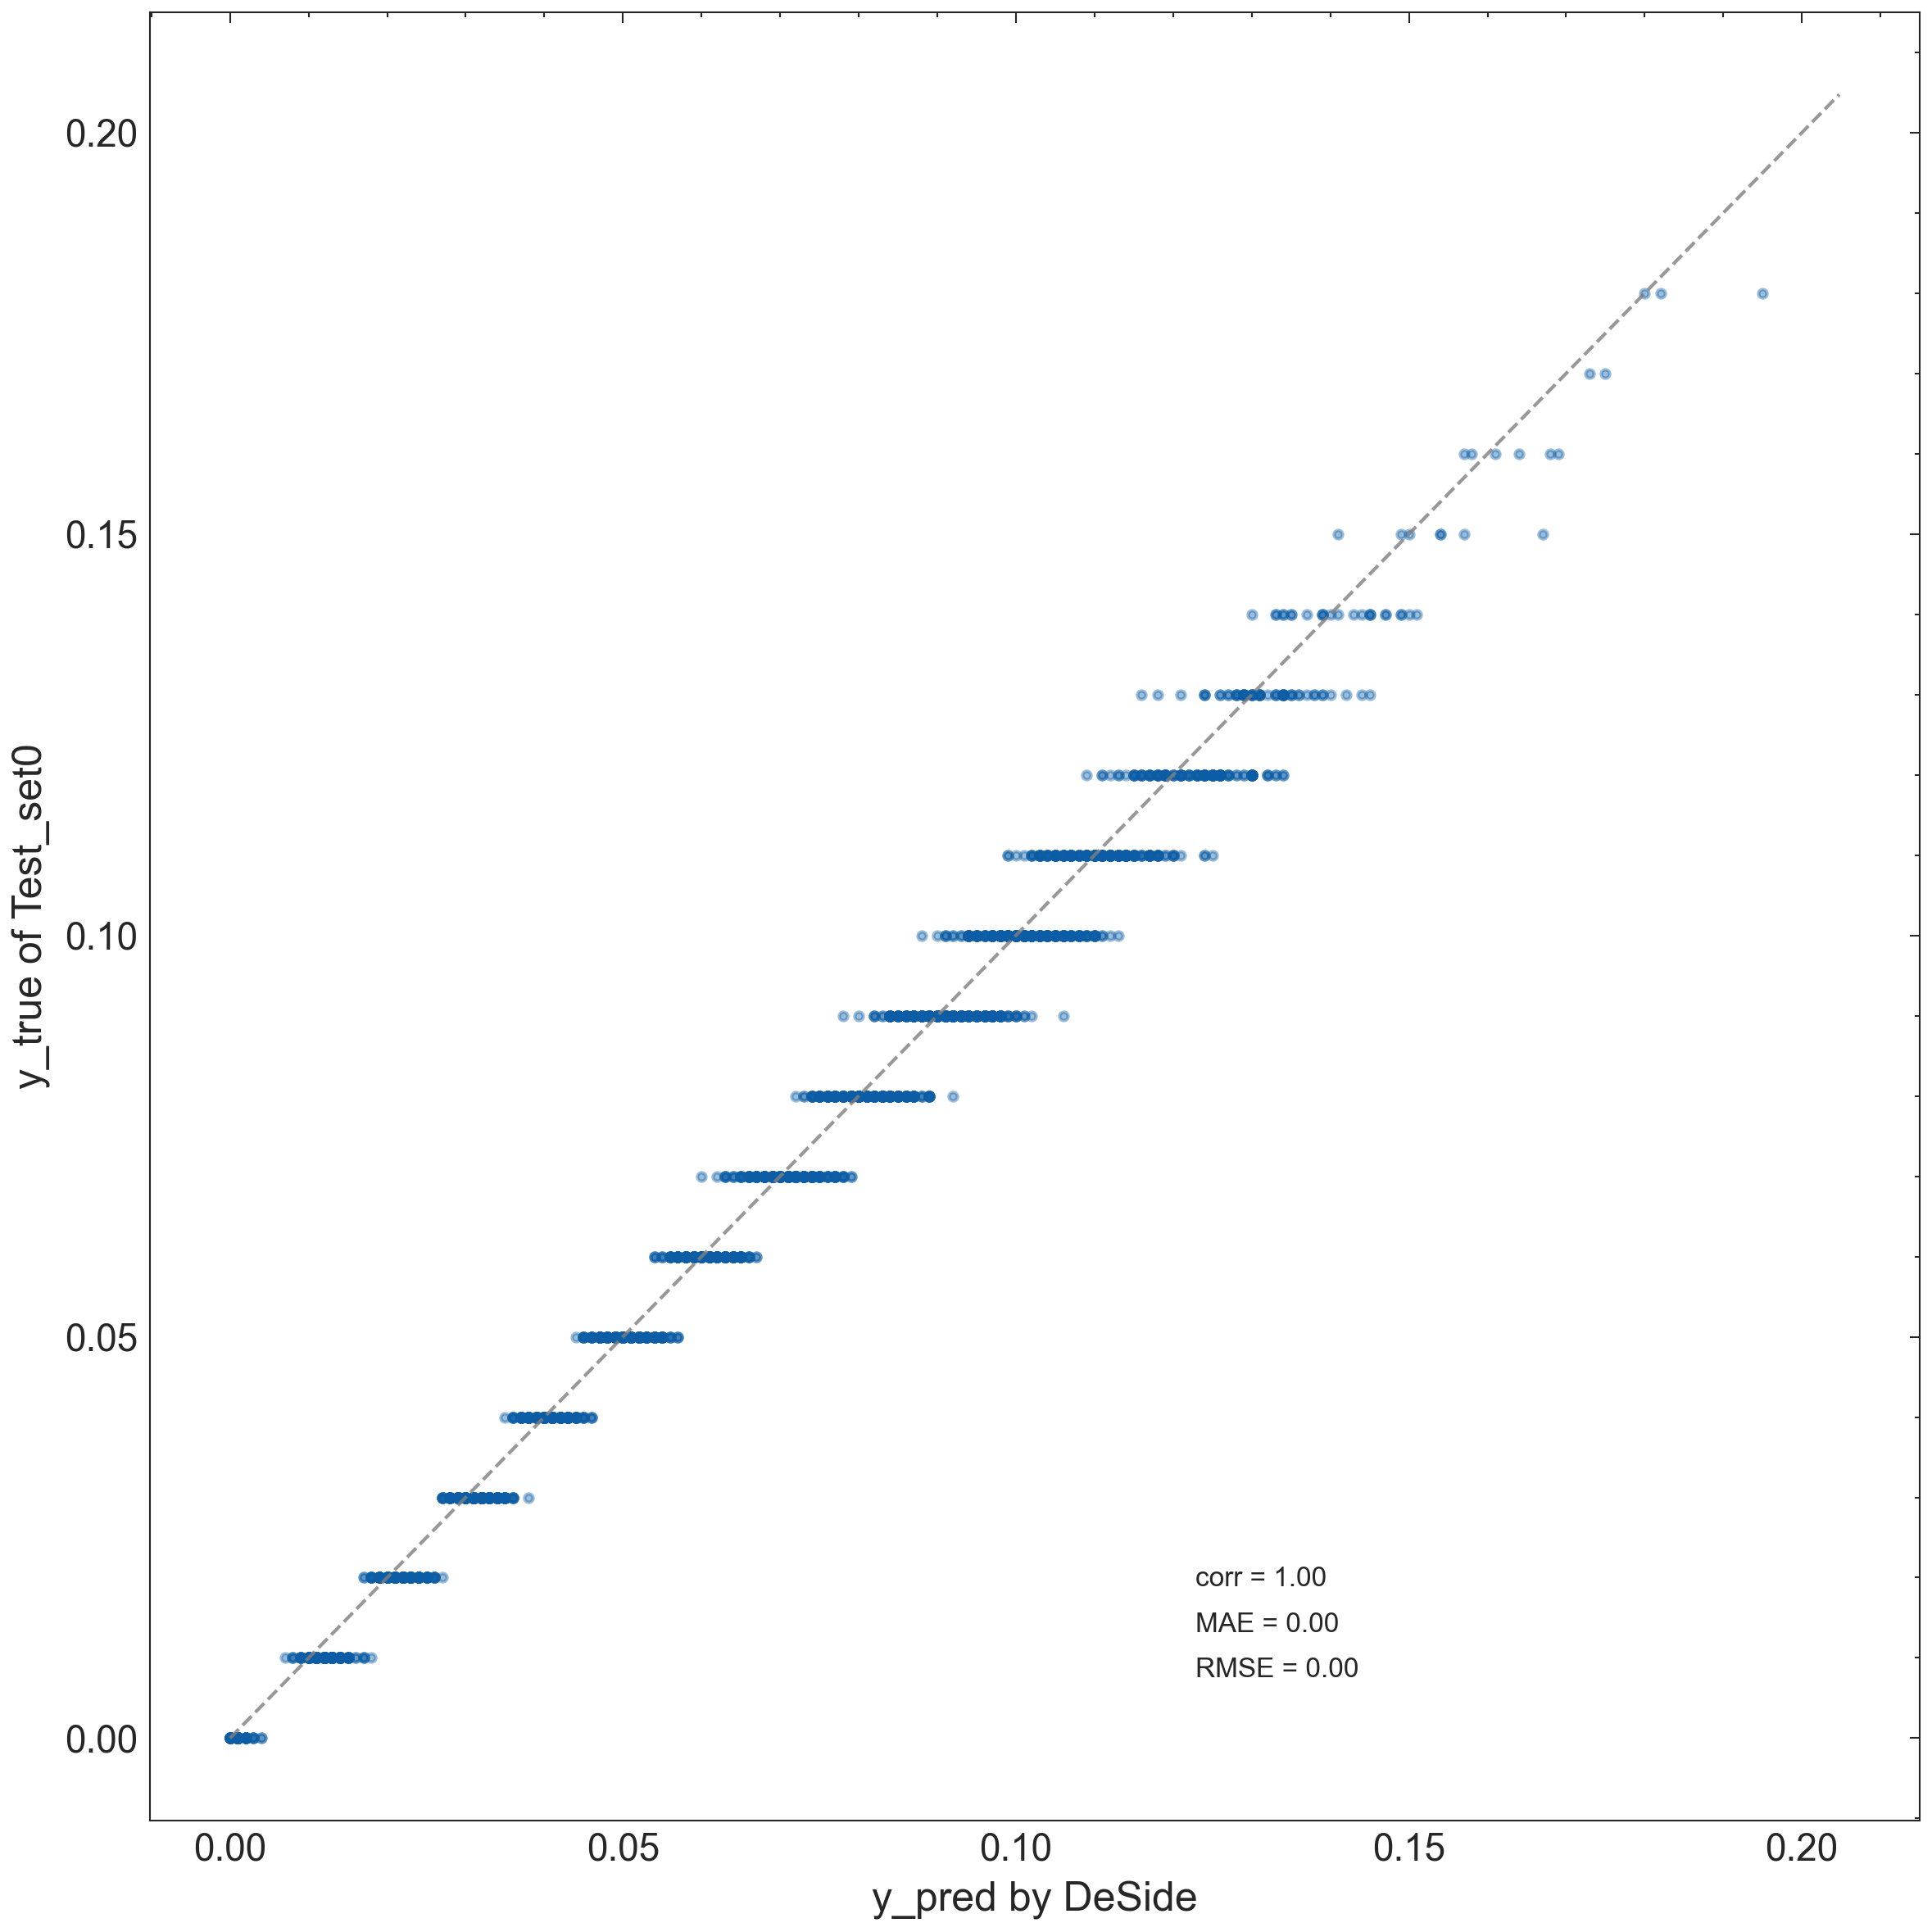 0.20
0.15
0.10
0.05
0.00
y_true of Test_set0
corr = 1.00
MAE = 0.00
RMSE = 0.00
0.00 0.05 0.10 0.15 0.20
y_pred by DeSide